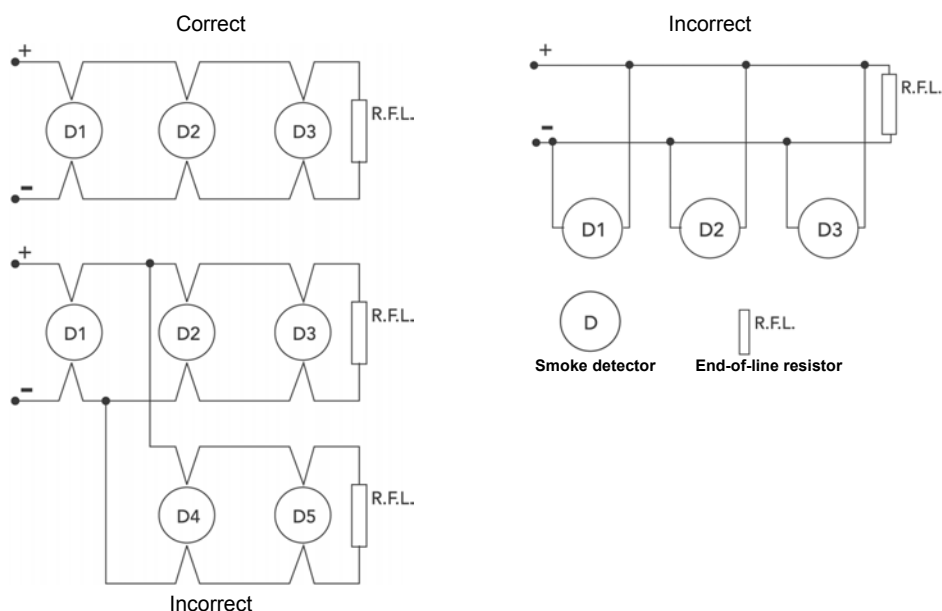 Correct
+
D1 D2 D3 R.F.L.
-
+
D1 D2 D3 R.F.L.
-
D4 D5 R.F.L.
Incorrect
Incorrect
+
R.F.L.
-
D1 D2 D3
D R.F.L.
Smoke detector End-of-line resistor